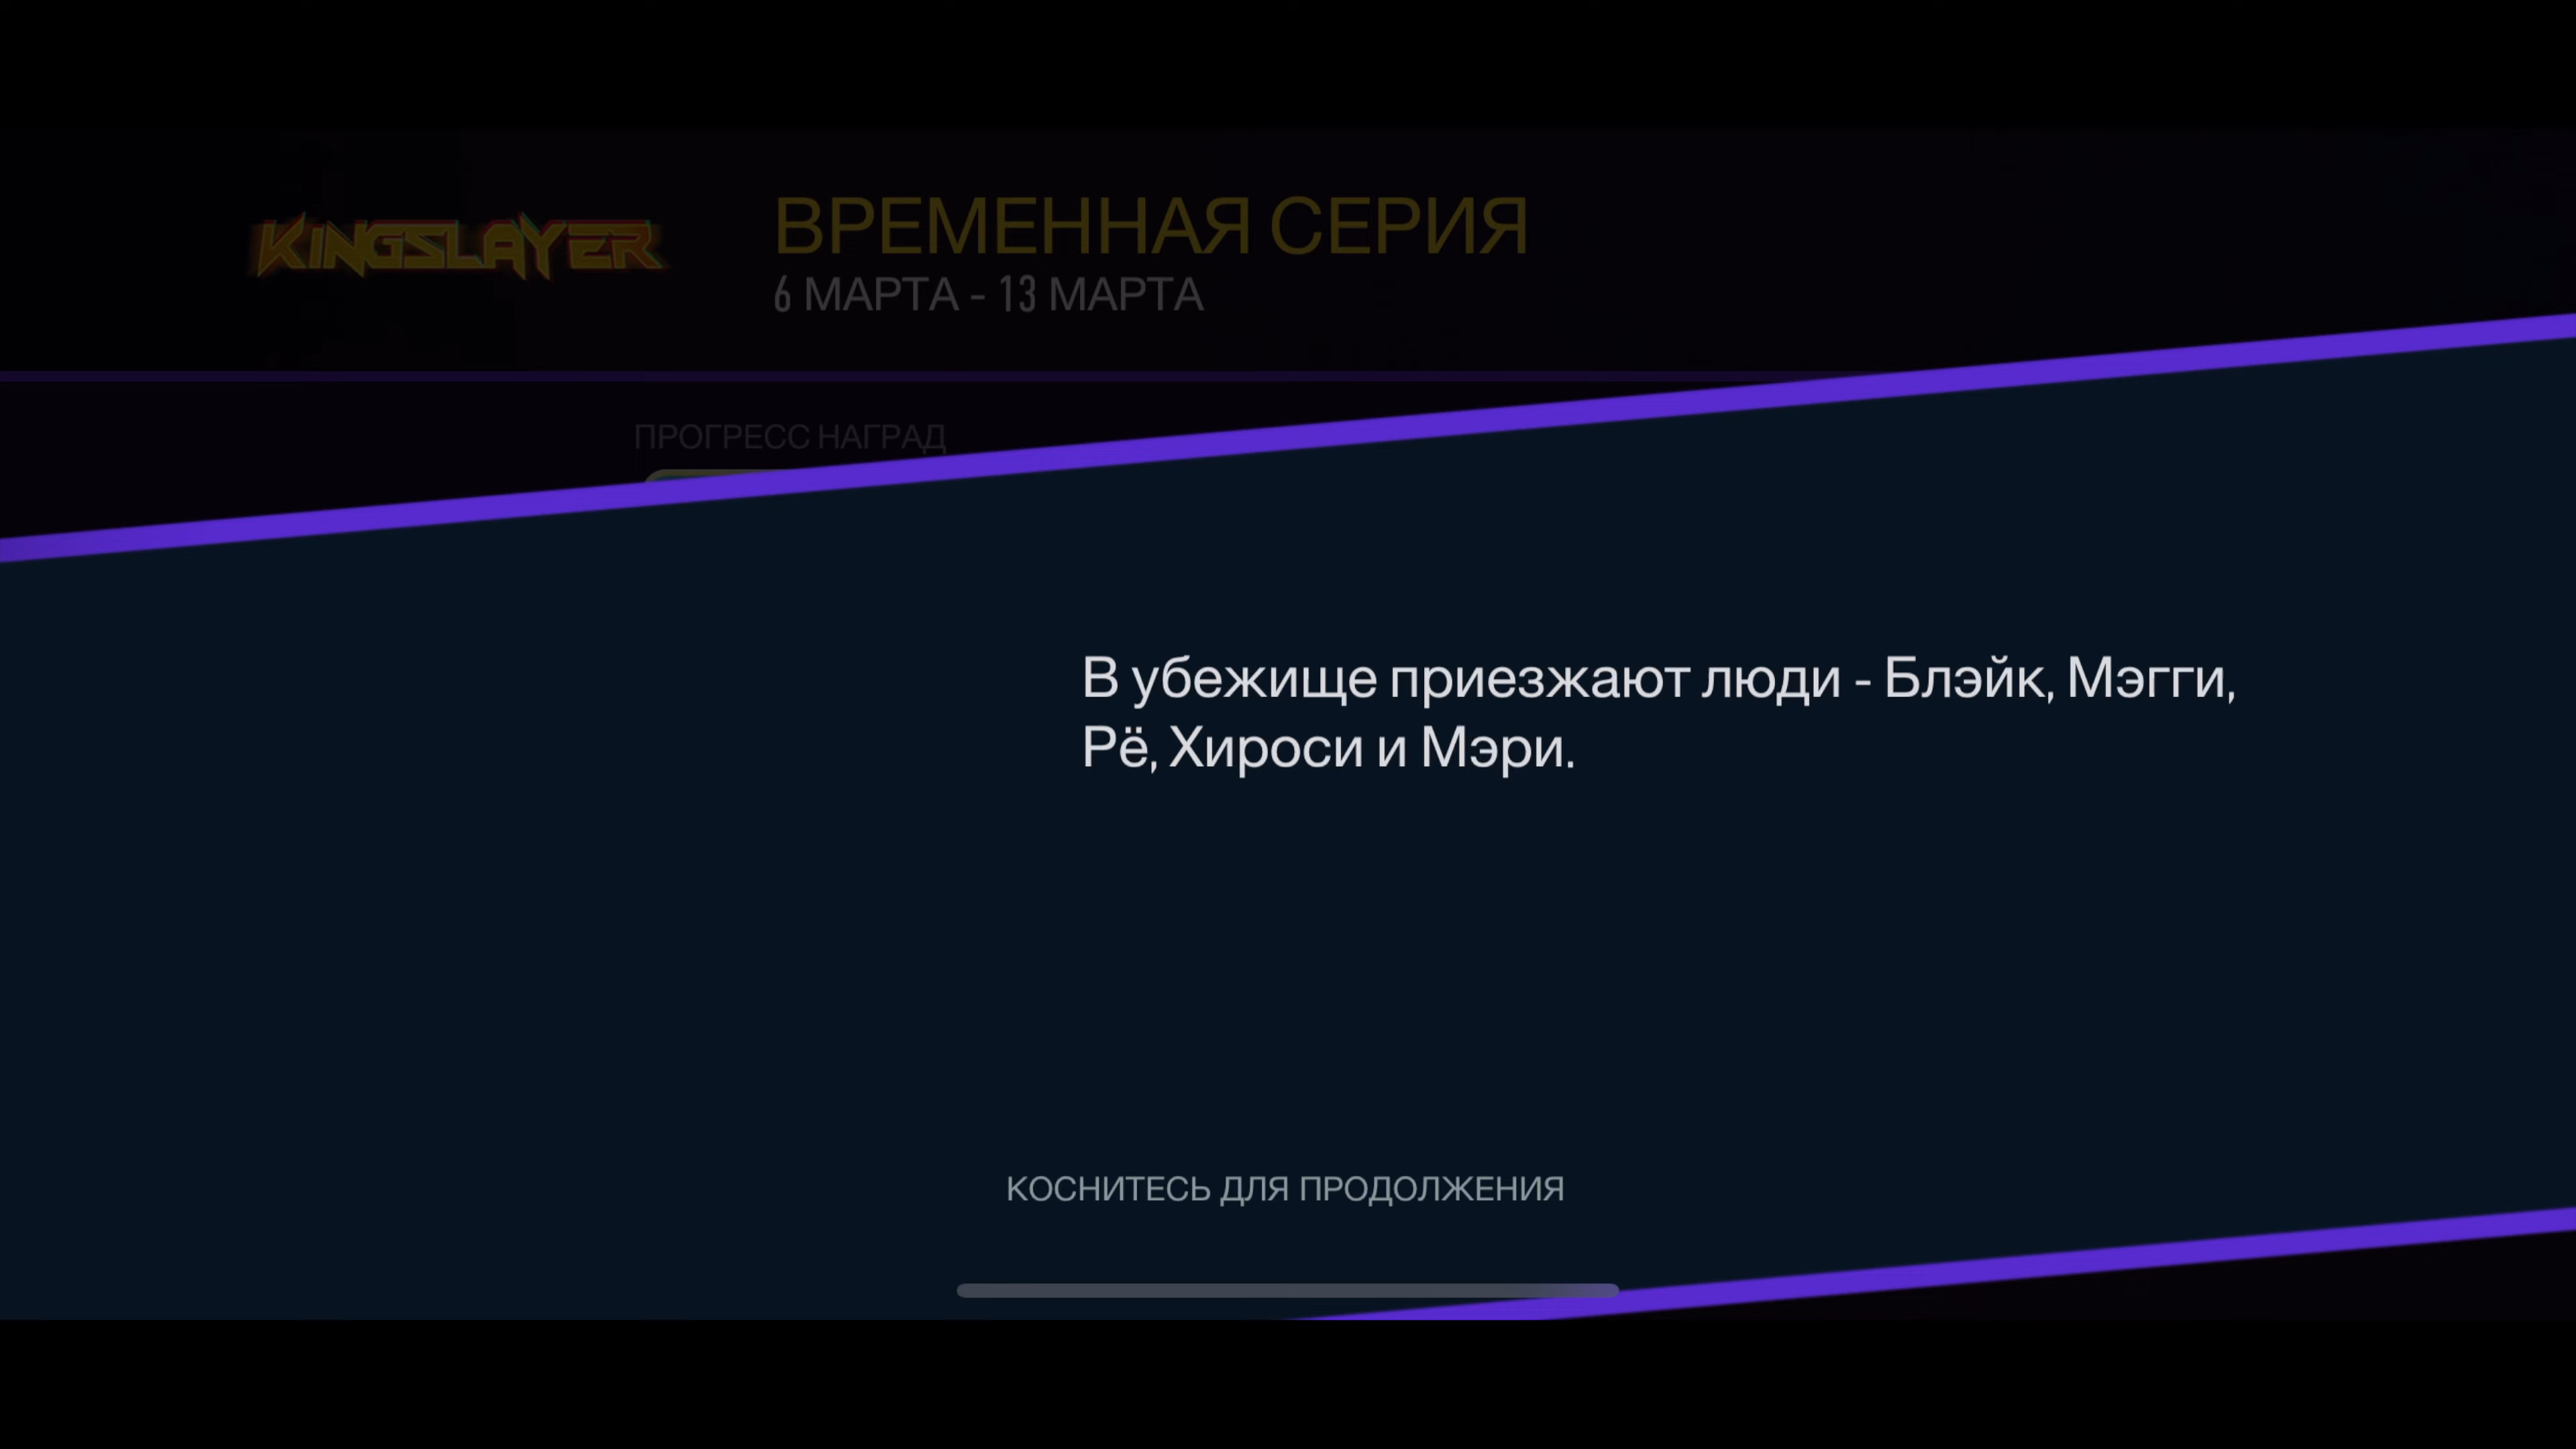 KINGSLAYER
ВРЕМЕННАЯ СЕРИЯ
6 МАРТА - 13 МАРТА
ПРОГРЕСС НАГРАД
В убежище приезжают люди - Блэйк, Мэгги,
Рё, Хироси и Мэри.
КОСНИТЕСЬ ДЛЯ ПРОДОЛЖЕНИЯ